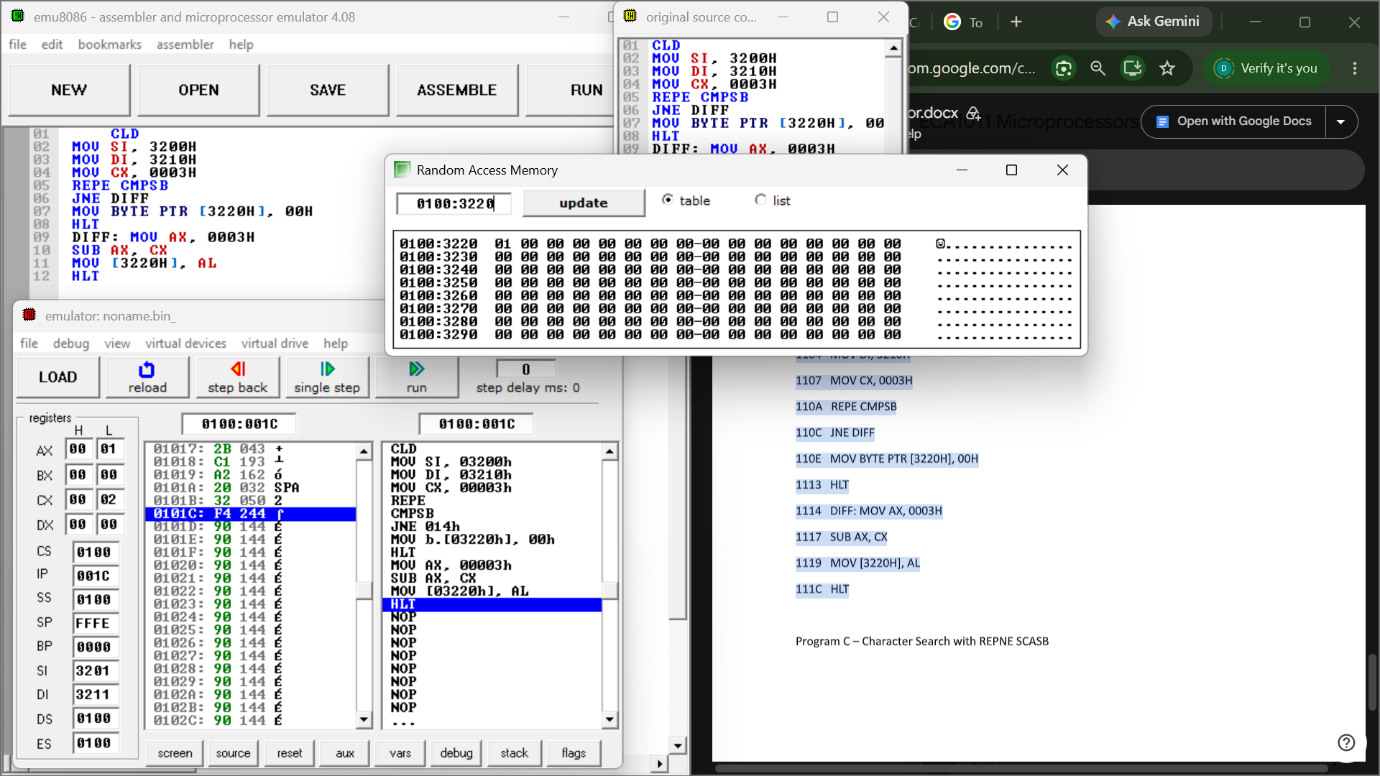 emu8086 - assembler and microprocessor emulator 4.08
file edit bookmarks assembler help
NEW OPEN SAVE ASSEMBLE RUN
01 CLD
02 MOV SI, 3200H
03 MOV DI, 3210H
04 MOV CX, 0003H
05 REPE CMPSB
06 JNE DIFF
07 MOV BYTE PTR [3220H], 00H
08 HLT
09 DIFF: MOV AX, 0003H
10 SUB AX, CX
11 MOV [3220H], AL
12 HLT
original source co...
01 CLD
02 MOV SI, 3200H
03 MOV DI, 3210H
04 MOV CX, 0003H
05 REPE CMPSB
06 JNE DIFF
07 MOV BYTE PTR [3220H], 00
08 HLT
09 DIFF: MOV AX, 0003H
To
Ask Gemini
om.google.com/c...
Verify it's you
or.docx
Microprocessors
Open with Google Docs
elp
Random Access Memory
0100:3220 update table list
0100:3220 01 00 00 00 00 00 00 00-00 00 00 00 00 00 00 00 ☺...............
0100:3230 00 00 00 00 00 00 00 00-00 00 00 00 00 00 00 00 ................
0100:3240 00 00 00 00 00 00 00 00-00 00 00 00 00 00 00 00 ................
0100:3250 00 00 00 00 00 00 00 00-00 00 00 00 00 00 00 00 ................
0100:3260 00 00 00 00 00 00 00 00-00 00 00 00 00 00 00 00 ................
0100:3270 00 00 00 00 00 00 00 00-00 00 00 00 00 00 00 00 ................
0100:3280 00 00 00 00 00 00 00 00-00 00 00 00 00 00 00 00 ................
0100:3290 00 00 00 00 00 00 00 00-00 00 00 00 00 00 00 00 ................
emulator: noname.bin_
file debug view virtual devices virtual drive help
LOAD reload step back single step run 0
step delay ms: 0
registers
H L
AX 00 01
BX 00 00
CX 00 02
DX 00 00
CS 0100
IP 001C
SS 0100
SP FFFE
BP 0000
SI 3201
DI 3211
DS 0100
ES 0100
0100:001C 0100:001C
01017: 2B 043 +
01018: C1 193 ┴
01019: A2 162 ó
0101A: 20 032 SPA
0101B: 32 050 2
0101C: F4 244 ⌠
0101D: 90 144 É
0101E: 90 144 É
0101F: 90 144 É
01020: 90 144 É
01021: 90 144 É
01022: 90 144 É
01023: 90 144 É
01024: 90 144 É
01025: 90 144 É
01026: 90 144 É
01027: 90 144 É
01028: 90 144 É
01029: 90 144 É
0102A: 90 144 É
0102B: 90 144 É
0102C: 90 144 É
CLD
MOV SI, 03200h
MOV DI, 03210h
MOV CX, 00003h
REPE
CMPSB
JNE 014h
MOV b.[03220h], 00h
HLT
MOV AX, 00003h
SUB AX, CX
MOV [03220h], AL
HLT
NOP
NOP
NOP
NOP
NOP
NOP
NOP
NOP
...
screen source reset aux vars debug stack flags
1104 MOV DI, 3210H
1107 MOV CX, 0003H
110A REPE CMPSB
110C JNE DIFF
110E MOV BYTE PTR [3220H], 00H
1113 HLT
1114 DIFF: MOV AX, 0003H
1117 SUB AX, CX
1119 MOV [3220H], AL
111C HLT
Program C – Character Search with REPNE SCASB